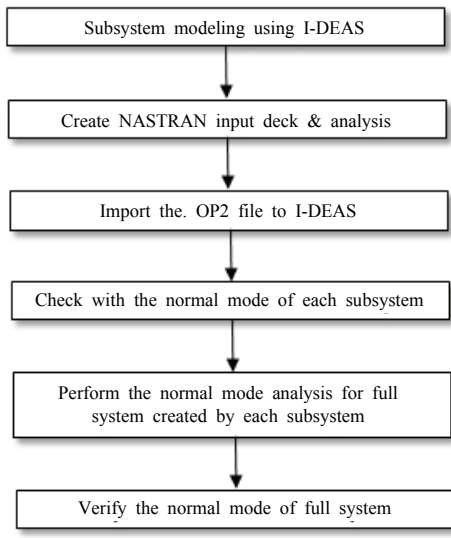 Subsystem modeling using I-DEAS
Create NASTRAN input deck & analysis
Import the. OP2 file to I-DEAS
Check with the normal mode of each subsystem
Perform the normal mode analysis for full
system created by each subsystem
Verify the normal mode of full system